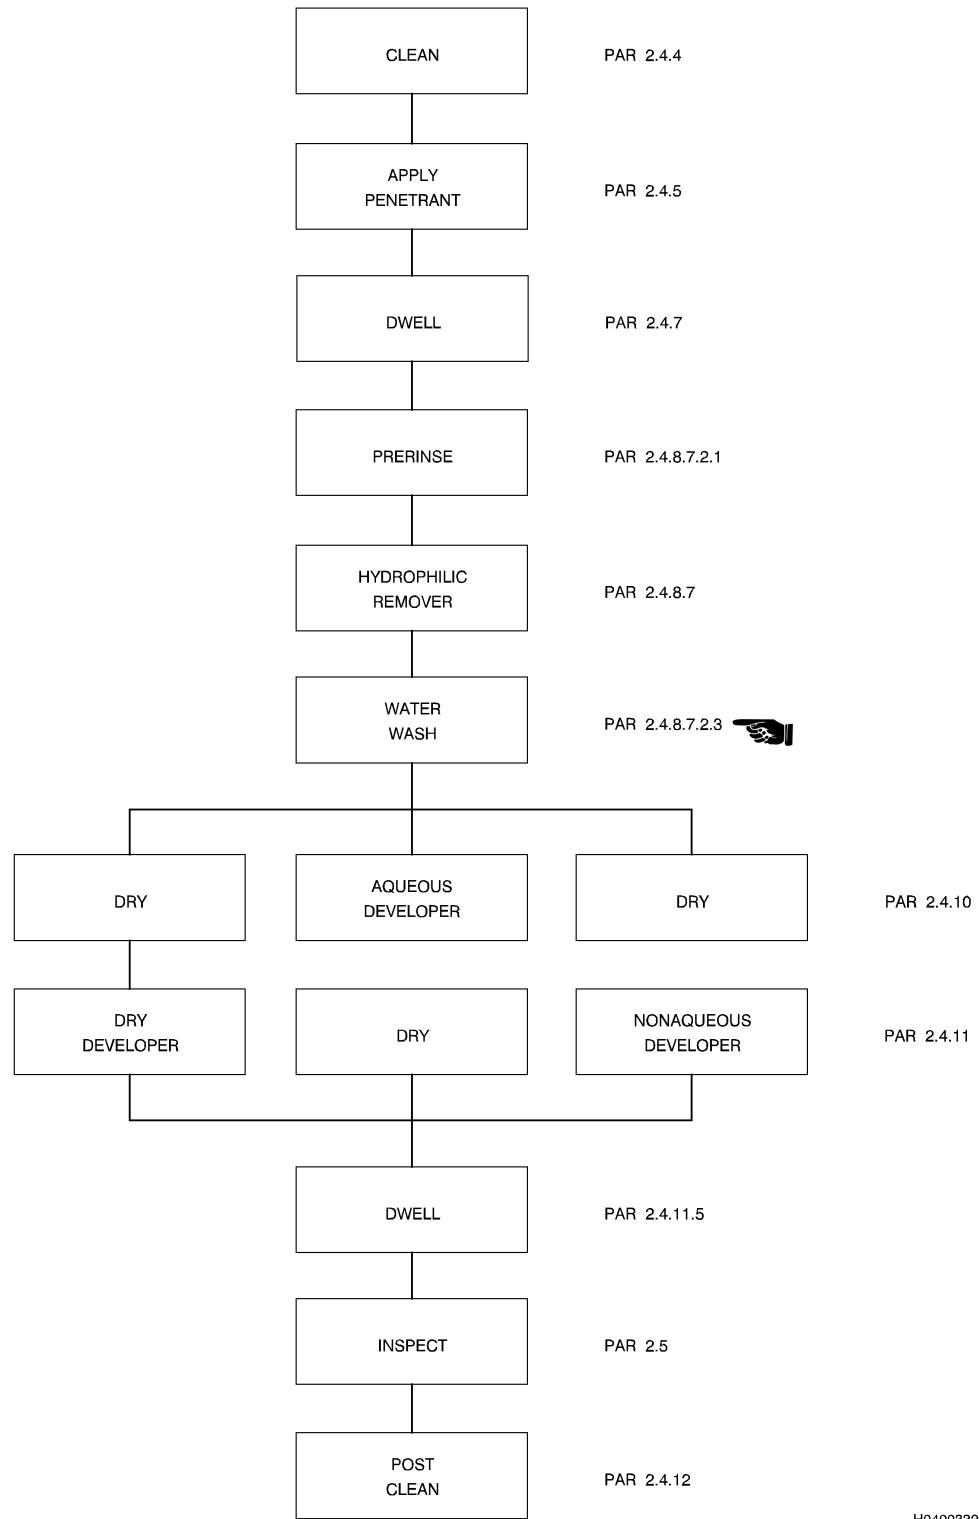 CLEAN
PAR 2.4.4
APPLY
PENETRANT
PAR 2.4.5
DWELL
PAR 2.4.7
PRERINSE
PAR 2.4.8.7.2.1
HYDROPHILIC
REMOVER
PAR 2.4.8.7
WATER
WASH
PAR 2.4.8.7.2.3
DRY
AQUEOUS
DEVELOPER
DRY
PAR 2.4.10
DRY
DEVELOPER
DRY
NONAQUEOUS
DEVELOPER
PAR 2.4.11
DWELL
PAR 2.4.11.5
INSPECT
PAR 2.5
POST
CLEAN
PAR 2.4.12